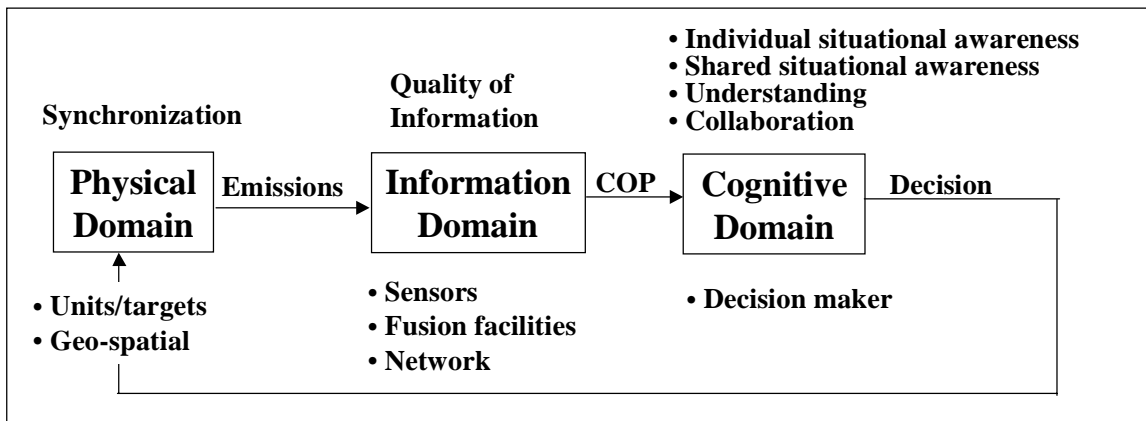 • Individual situational awareness
• Shared situational awareness
• Understanding
• Collaboration
Quality of
Information
Synchronization
Physical
Domain
Emissions
Information
Domain
COP
Cognitive
Domain
Decision
• Units/targets
• Geo-spatial
• Sensors
• Fusion facilities
• Network
• Decision maker